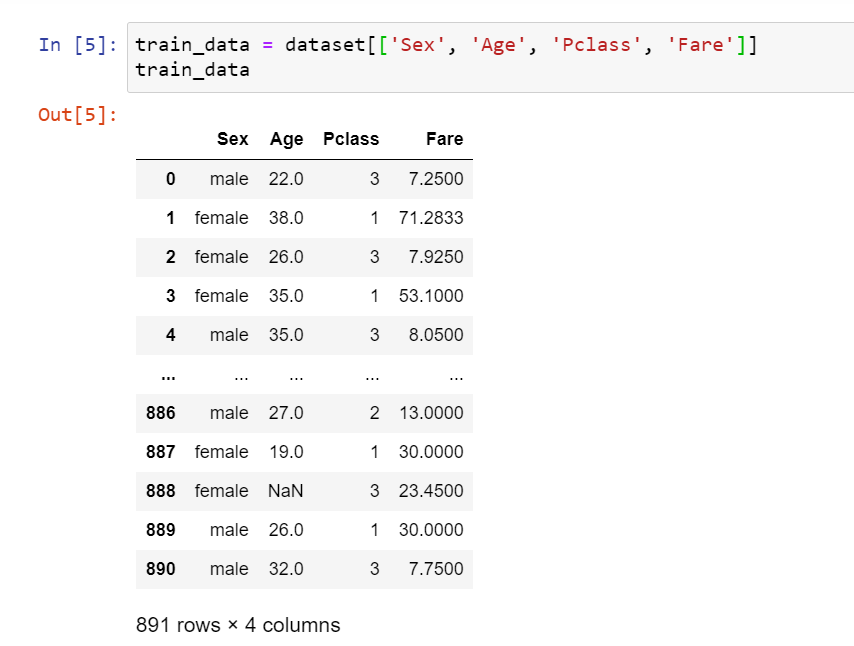 In [5]: train_data = dataset[['Sex', 'Age', 'Pclass', 'Fare']]
train_data
Out[5]:
Sex Age Pclass Fare
0 male 22.0 3 7.2500
1 female 38.0 1 71.2833
2 female 26.0 3 7.9250
3 female 35.0 1 53.1000
4 male 35.0 3 8.0500
... ... ... ... ...
886 male 27.0 2 13.0000
887 female 19.0 1 30.0000
888 female NaN 3 23.4500
889 male 26.0 1 30.0000
890 male 32.0 3 7.7500
891 rows × 4 columns